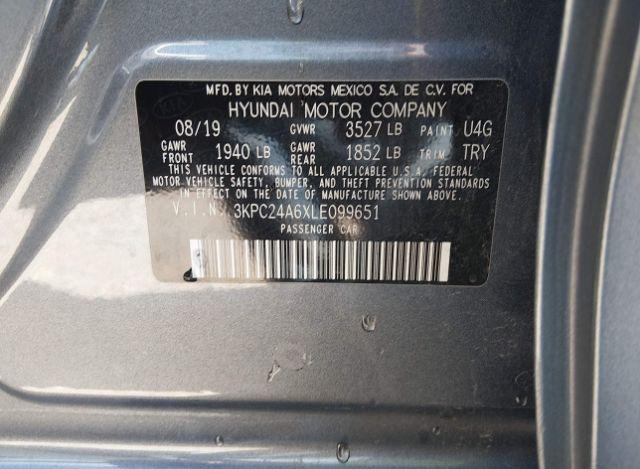 MFD. BY KIA MOTORS MEXICO S.A. DE C.V. FOR
HYUNDAI MOTOR COMPANY
08/19 GVWR 3527 LB PAINT U4G
GAWR FRONT 1940 LB GAWR REAR 1852 LB TRIM TRY
THIS VEHICLE CONFORMS TO ALL APPLICABLE U.S.A. FEDERAL
MOTOR VEHICLE SAFETY, BUMPER, AND THEFT PREVENTION STANDARDS
IN EFFECT ON THE DATE OF MANUFACTURE SHOWN ABOVE.
V.I.N: 3KPC24A6XLE099651
PASSENGER CAR